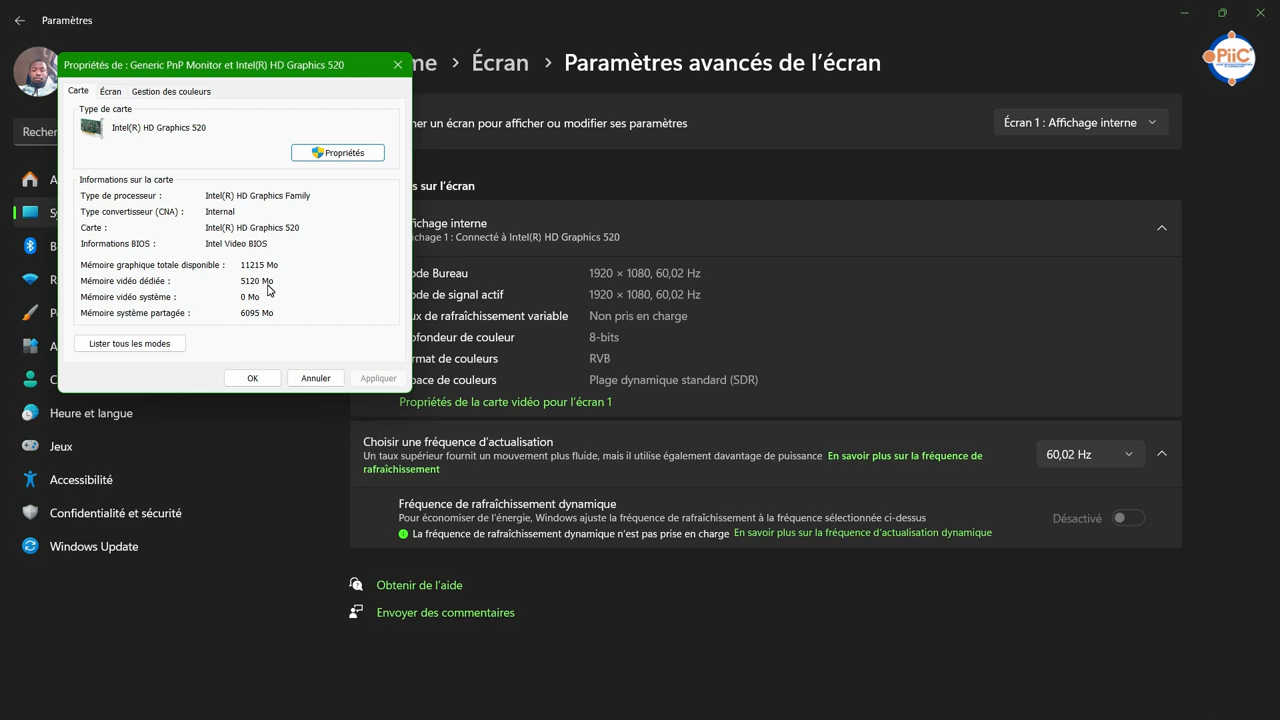 Paramètres
Propriétés de : Generic PnP Monitor et Intel(R) HD Graphics 520
me > Écran > Paramètres avancés de l’écran
PiiC
Carte
Écran
Gestion des couleurs
Type de carte
Intel(R) HD Graphics 520
Propriétés
Informations sur la carte
Type de processeur : Intel(R) HD Graphics Family
Type convertisseur (CNA) : Internal
Carte : Intel(R) HD Graphics 520
Informations BIOS : Intel Video BIOS
Mémoire graphique totale disponible : 11215 Mo
Mémoire vidéo dédiée : 5120 Mo
Mémoire vidéo système : 0 Mo
Mémoire système partagée : 6095 Mo
Lister tous les modes
OK
Annuler
Appliquer
Recher
Heure et langue
Jeux
Accessibilité
Confidentialité et sécurité
Windows Update
er un écran pour afficher ou modifier ses paramètres
Écran 1 : Affichage interne
s sur l’écran
fichage interne
ichage 1 : Connecté à Intel(R) HD Graphics 520
ode Bureau 1920 × 1080, 60,02 Hz
ode de signal actif 1920 × 1080, 60,02 Hz
ux de rafraîchissement variable Non pris en charge
ofondeur de couleur 8-bits
rmat de couleurs RVB
pace de couleurs Plage dynamique standard (SDR)
Propriétés de la carte vidéo pour l’écran 1
Choisir une fréquence d’actualisation
Un taux supérieur fournit un mouvement plus fluide, mais il utilise également davantage de puissance En savoir plus sur la fréquence de
rafraîchissement
60,02 Hz
Fréquence de rafraîchissement dynamique
Pour économiser de l’énergie, Windows ajuste la fréquence de rafraîchissement à la fréquence sélectionnée ci-dessus
La fréquence de rafraîchissement dynamique n’est pas prise en charge En savoir plus sur la fréquence d’actualisation dynamique
Désactivé
Obtenir de l’aide
Envoyer des commentaires